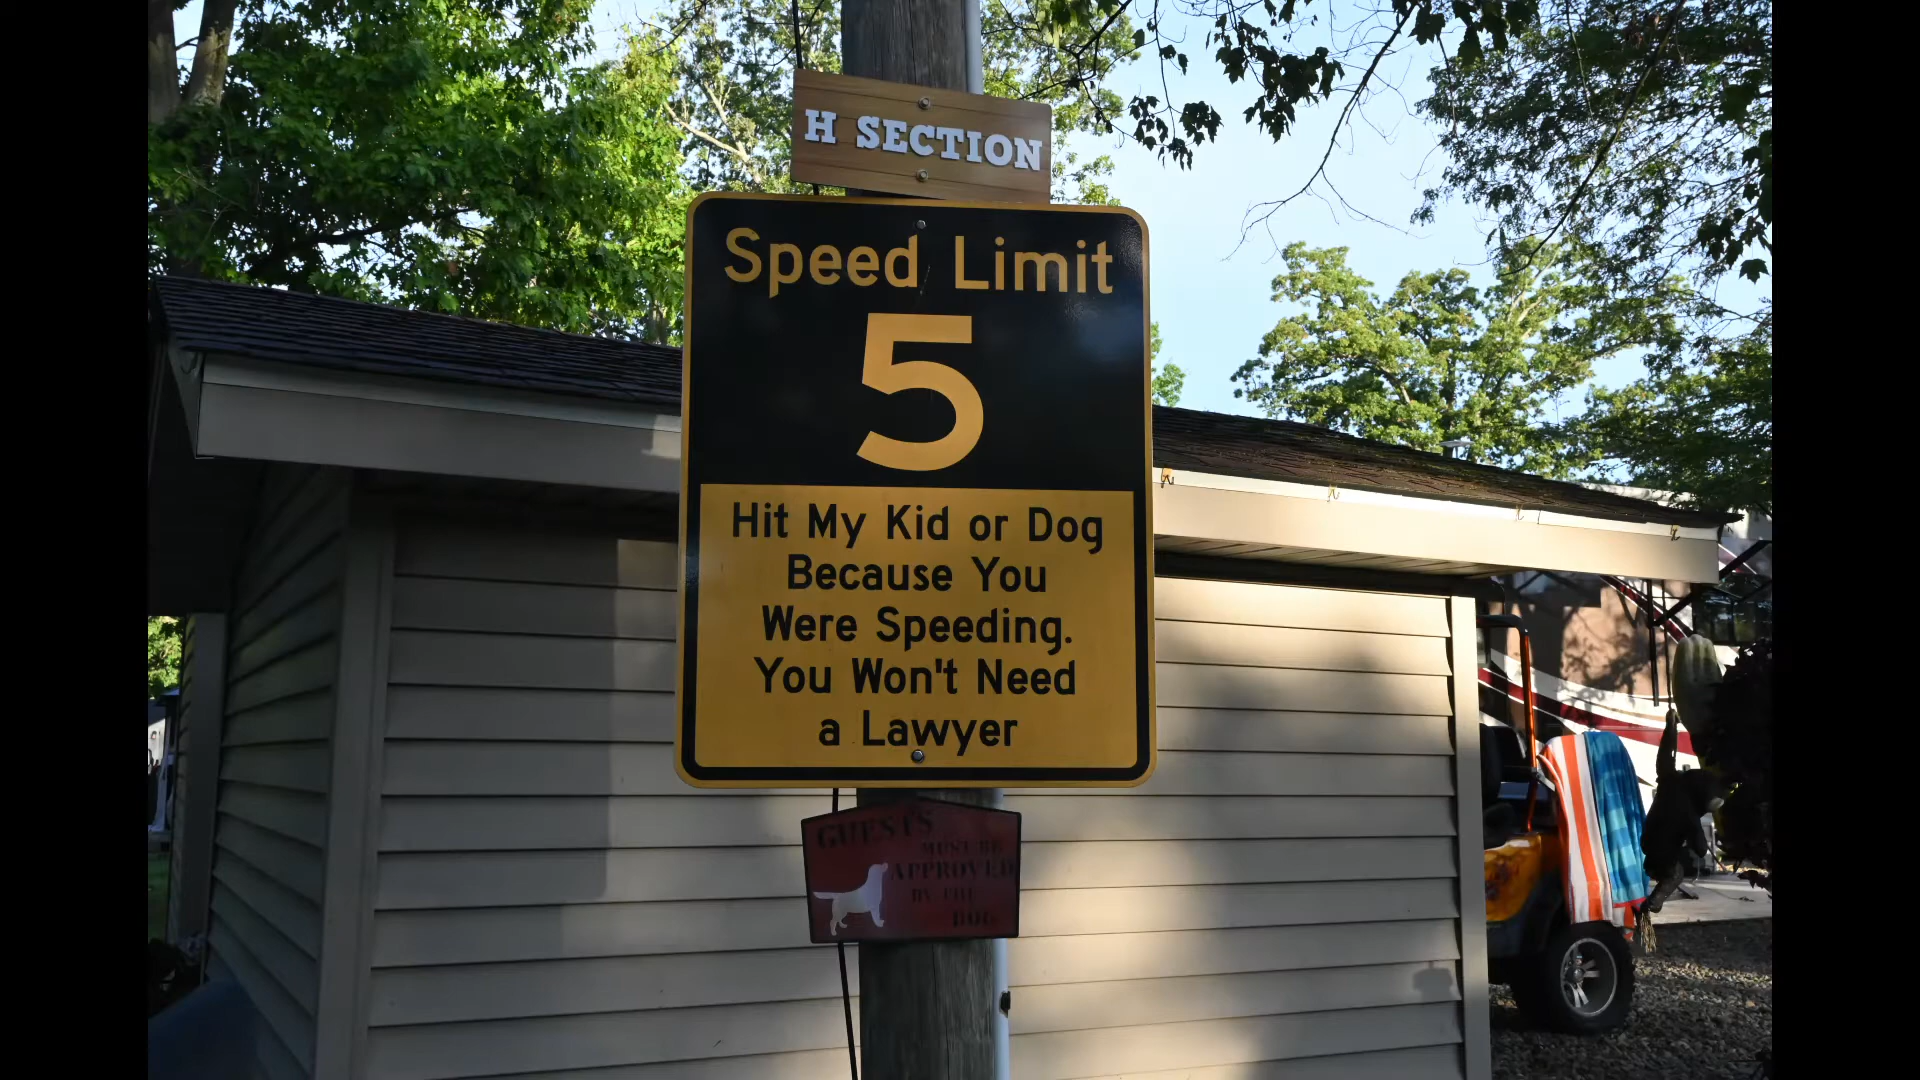 H SECTION
Speed Limit
5
Hit My Kid or Dog
Because You
Were Speeding.
You Won't Need
a Lawyer
GUESTS
MUST BE
APPROVED
BY THE
DOG